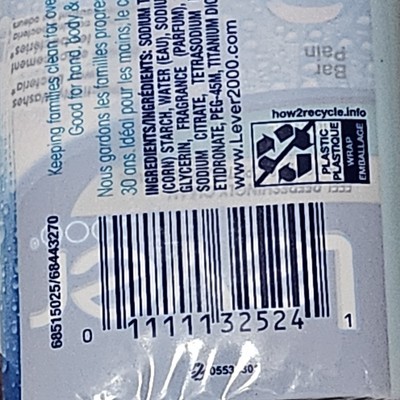 Keeping families clean for over
Good for hand, body &
Nous gardons les familles propres
30 ans. Idéal pour les mains, le c
INGREDIENTS/INGRÉDIENTS: SODIUM T
(CORN) STARCH, WATER (EAU), SODIU
GLYCERIN, FRAGRANCE (PARFUM),
SODIUM CITRATE, TETRASODIUM
ETIDRONATE, PEG-45M, TITANIUM DIO
www.Lever2000.com
how2recycle.info
PLASTIC
PLASTIQUE
WRAP
EMBALLAGE
68515025/68443270
0 11111 32524 1
Bar
Pain